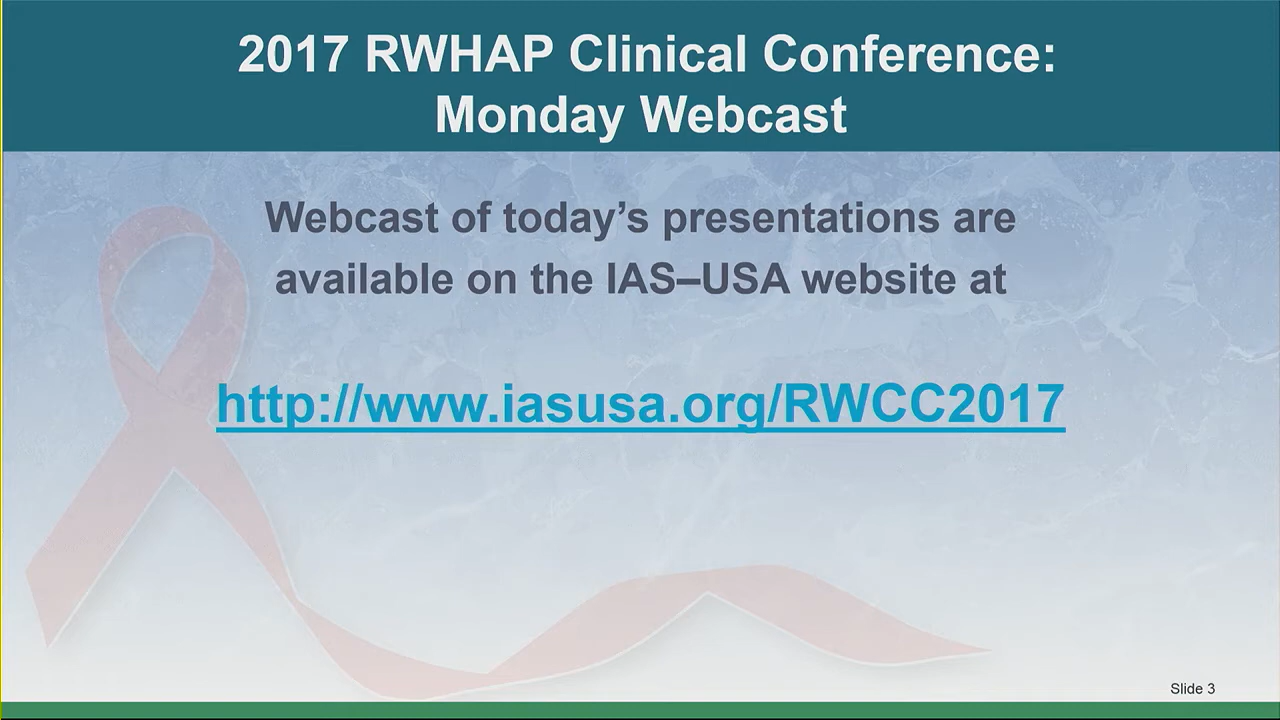 2017 RWHAP Clinical Conference:
Monday Webcast
Webcast of today’s presentations are
available on the IAS–USA website at
http://www.iasusa.org/RWCC2017
Slide 3